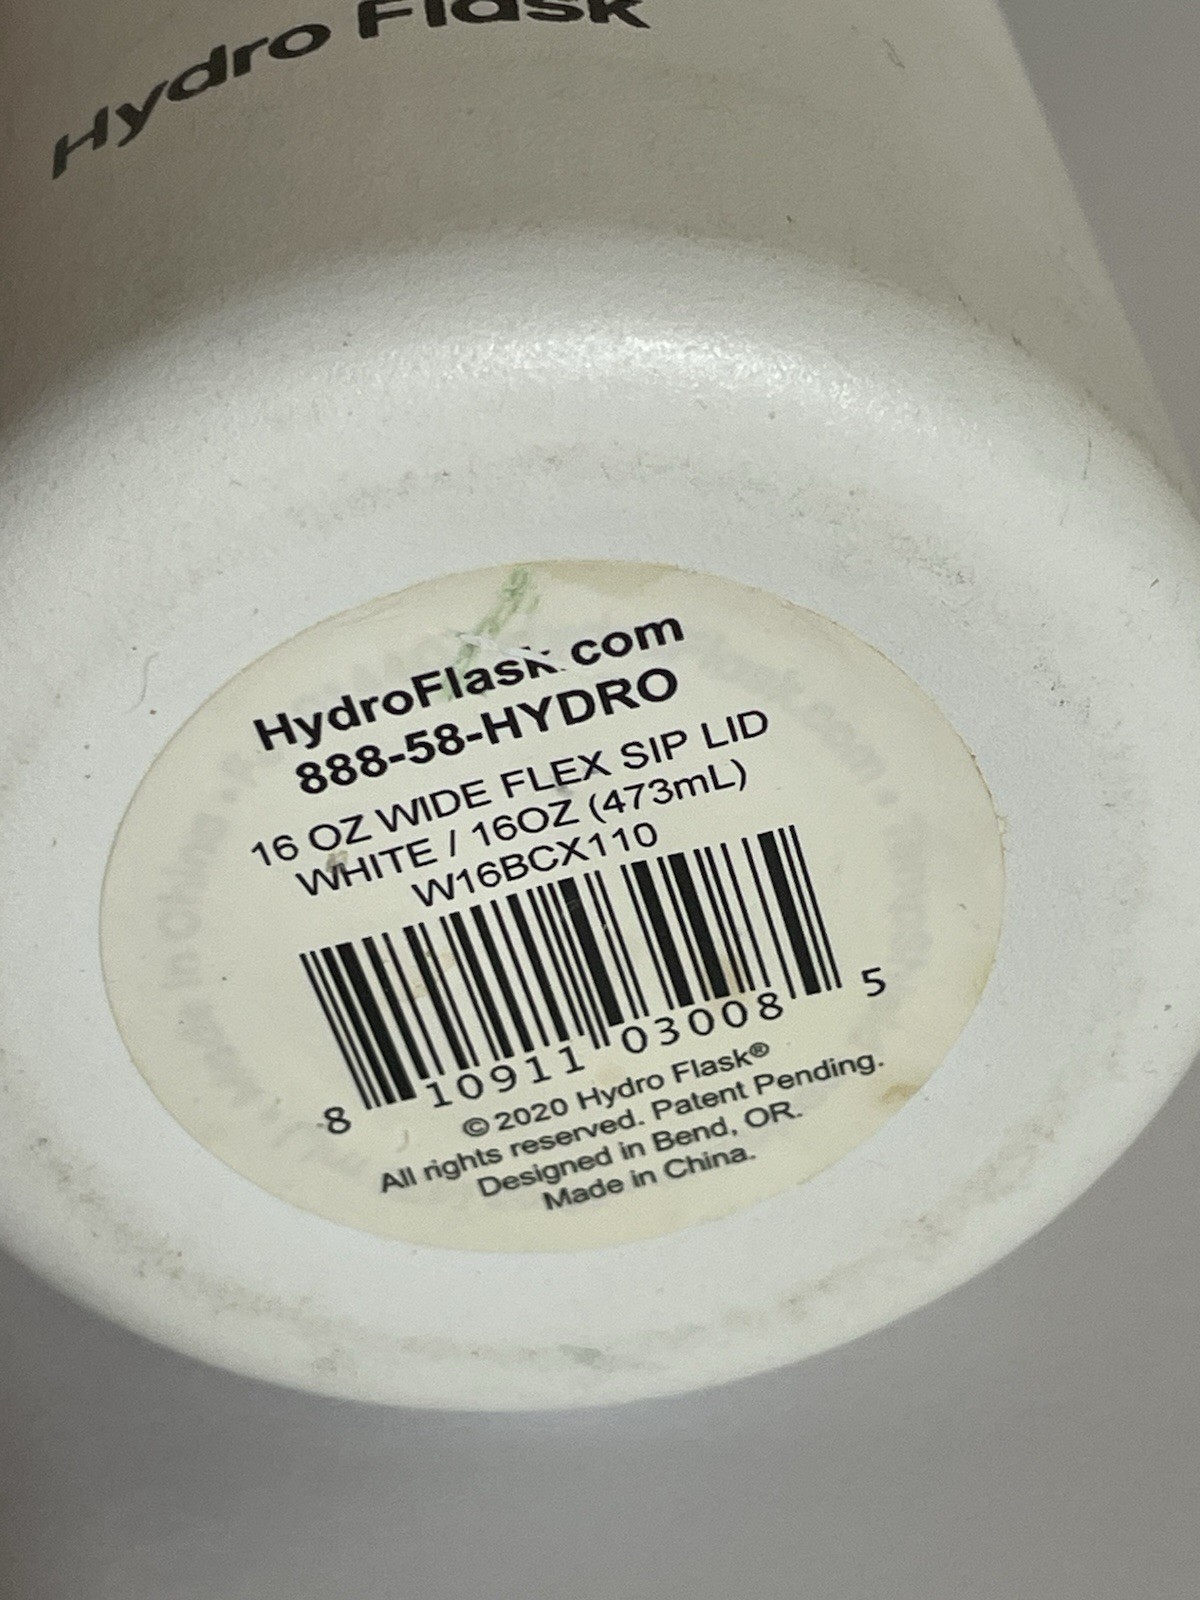 Hydro Flask
HydroFlask.com
888-58-HYDRO
16 OZ WIDE FLEX SIP LID
WHITE / 16OZ (473mL)
W16BCX110
8 10911 03008 5
© 2020 Hydro Flask®
All rights reserved. Patent Pending.
Designed in Bend, OR.
Made in China.